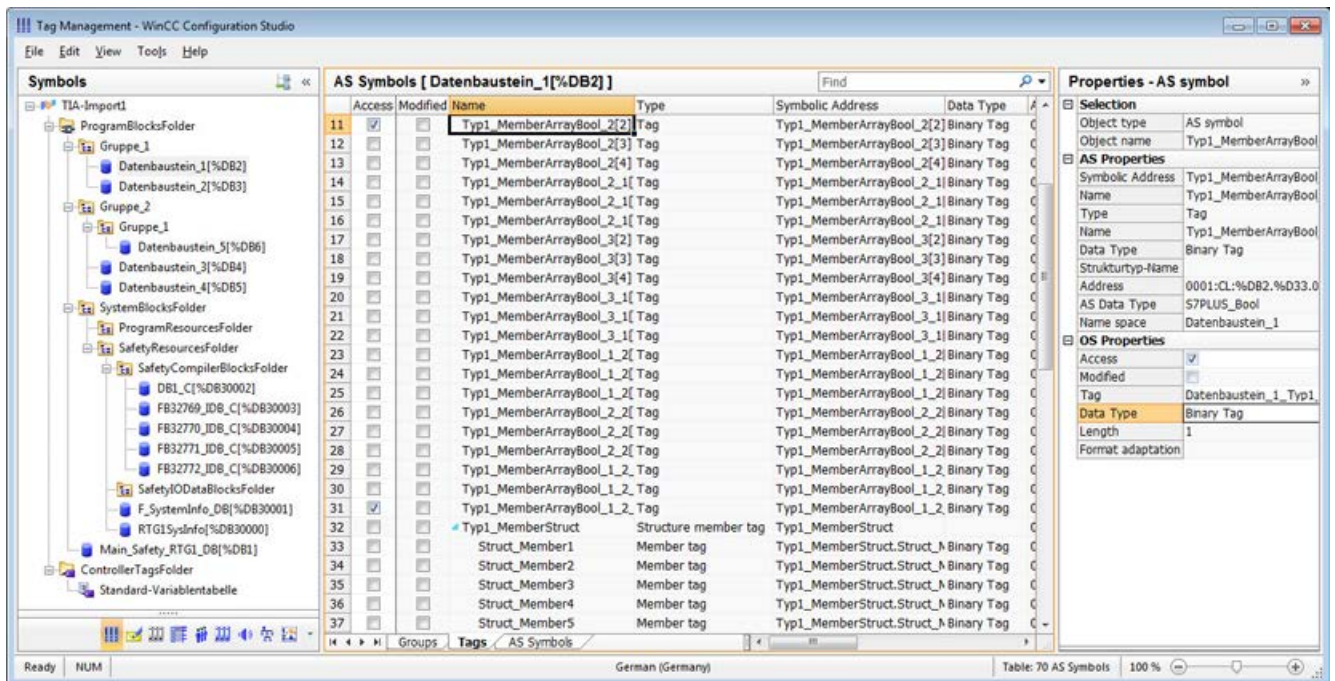 Tag Management - WinCC Configuration Studio
File Edit View Tools Help
Symbols
TIA-Import1
ProgramBlocksFolder
Gruppe_1
Datenbaustein_1[%DB2]
Datenbaustein_2[%DB3]
Gruppe_2
Gruppe_1
Datenbaustein_5[%DB6]
Datenbaustein_3[%DB4]
Datenbaustein_4[%DB5]
SystemBlocksFolder
ProgramResourcesFolder
SafetyResourcesFolder
SafetyCompilerBlocksFolder
DB1_C[%DB30002]
FB32769_IDB_C[%DB30003]
FB32770_IDB_C[%DB30004]
FB32771_IDB_C[%DB30005]
FB32772_IDB_C[%DB30006]
SafetyIODataBlocksFolder
F_SystemInfo_DB[%DB30001]
RTG1SysInfo[%DB30000]
Main_Safety_RTG1_DB[%DB1]
ControllerTagsFolder
Standard-Variablentabelle
AS Symbols [ Datenbaustein_1[%DB2] ]
Find
Access Modified Name Type Symbolic Address Data Type A
11 Typ1_MemberArrayBool_2[2] Tag Typ1_MemberArrayBool_2[2] Binary Tag
12 Typ1_MemberArrayBool_2[3] Tag Typ1_MemberArrayBool_2[3] Binary Tag
13 Typ1_MemberArrayBool_2[4] Tag Typ1_MemberArrayBool_2[4] Binary Tag
14 Typ1_MemberArrayBool_2_1[ Tag Typ1_MemberArrayBool_2_1[ Binary Tag
15 Typ1_MemberArrayBool_2_1[ Tag Typ1_MemberArrayBool_2_1[ Binary Tag
16 Typ1_MemberArrayBool_2_1[ Tag Typ1_MemberArrayBool_2_1[ Binary Tag
17 Typ1_MemberArrayBool_3[2] Tag Typ1_MemberArrayBool_3[2] Binary Tag
18 Typ1_MemberArrayBool_3[3] Tag Typ1_MemberArrayBool_3[3] Binary Tag
19 Typ1_MemberArrayBool_3[4] Tag Typ1_MemberArrayBool_3[4] Binary Tag
20 Typ1_MemberArrayBool_3_1[ Tag Typ1_MemberArrayBool_3_1[ Binary Tag
21 Typ1_MemberArrayBool_3_1[ Tag Typ1_MemberArrayBool_3_1[ Binary Tag
22 Typ1_MemberArrayBool_3_1[ Tag Typ1_MemberArrayBool_3_1[ Binary Tag
23 Typ1_MemberArrayBool_1_2[ Tag Typ1_MemberArrayBool_1_2[ Binary Tag
24 Typ1_MemberArrayBool_1_2[ Tag Typ1_MemberArrayBool_1_2[ Binary Tag
25 Typ1_MemberArrayBool_1_2[ Tag Typ1_MemberArrayBool_1_2[ Binary Tag
26 Typ1_MemberArrayBool_2_2[ Tag Typ1_MemberArrayBool_2_2[ Binary Tag
27 Typ1_MemberArrayBool_2_2[ Tag Typ1_MemberArrayBool_2_2[ Binary Tag
28 Typ1_MemberArrayBool_2_2[ Tag Typ1_MemberArrayBool_2_2[ Binary Tag
29 Typ1_MemberArrayBool_1_2_ Tag Typ1_MemberArrayBool_1_2_ Binary Tag
30 Typ1_MemberArrayBool_1_2_ Tag Typ1_MemberArrayBool_1_2_ Binary Tag
31 Typ1_MemberArrayBool_1_2_ Tag Typ1_MemberArrayBool_1_2_ Binary Tag
32 Typ1_MemberStruct Structure member tag Typ1_MemberStruct
33 Struct_Member1 Member tag Typ1_MemberStruct.Struct_M Binary Tag
34 Struct_Member2 Member tag Typ1_MemberStruct.Struct_M Binary Tag
35 Struct_Member3 Member tag Typ1_MemberStruct.Struct_M Binary Tag
36 Struct_Member4 Member tag Typ1_MemberStruct.Struct_M Binary Tag
37 Struct_Member5 Member tag Typ1_MemberStruct.Struct_M Binary Tag
Groups Tags AS Symbols
Properties - AS symbol
Selection
Object type AS symbol
Object name Typ1_MemberArrayBool
AS Properties
Symbolic Address Typ1_MemberArrayBool
Name Typ1_MemberArrayBool
Type Tag
Name Typ1_MemberArrayBool
Data Type Binary Tag
Strukturtyp-Name
Address 0001:CL:%DB2.%D33.0
AS Data Type S7PLUS_Bool
Name space Datenbaustein_1
OS Properties
Access
Modified
Tag Datenbaustein_1_Typ1_
Data Type Binary Tag
Length 1
Format adaptation
Ready NUM German (Germany) Table: 70 AS Symbols 100 %